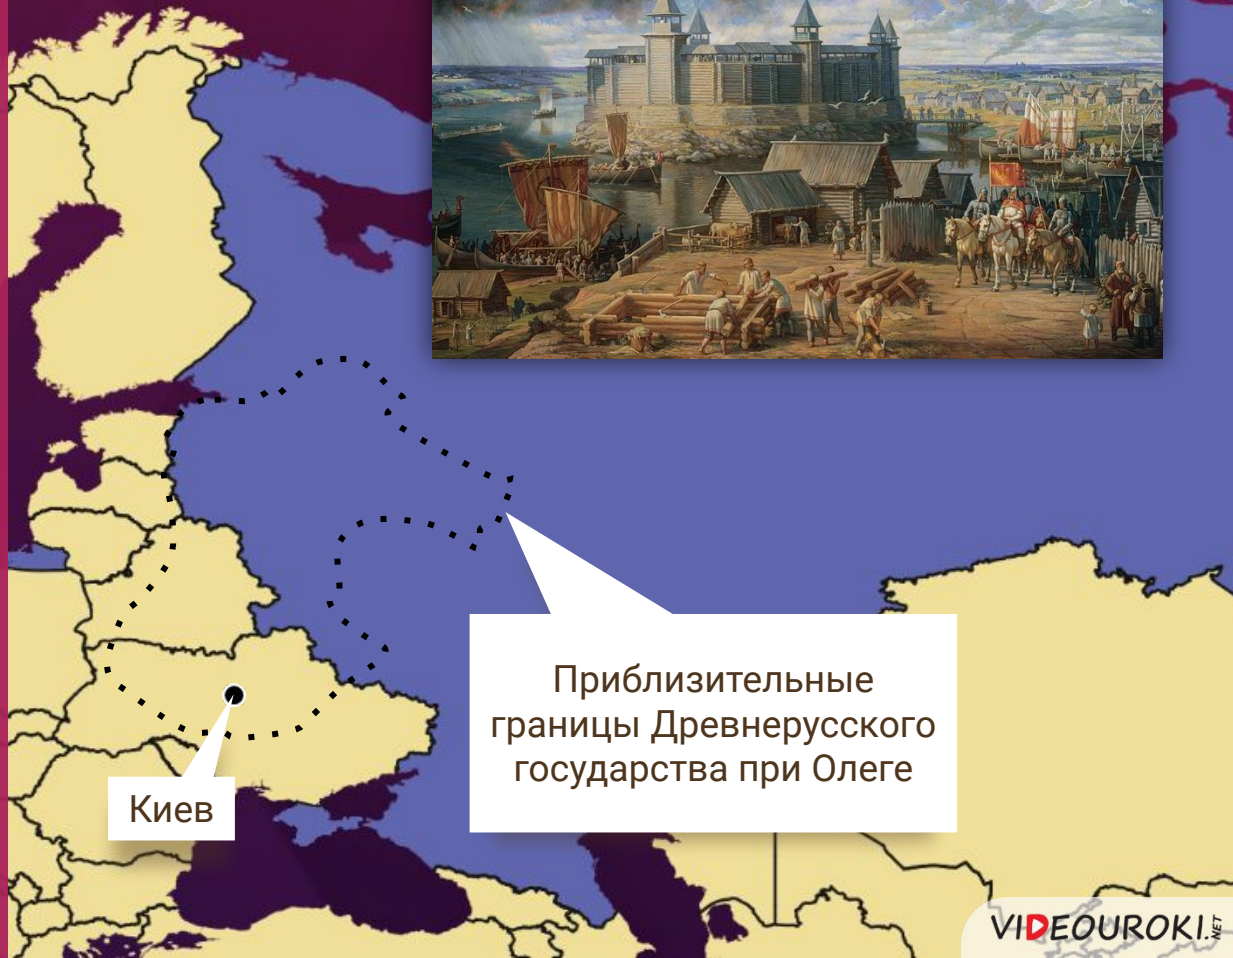 Приблизительные
границы Древнерусского
государства при Олеге
Киев
VIDEOUROKI.NET